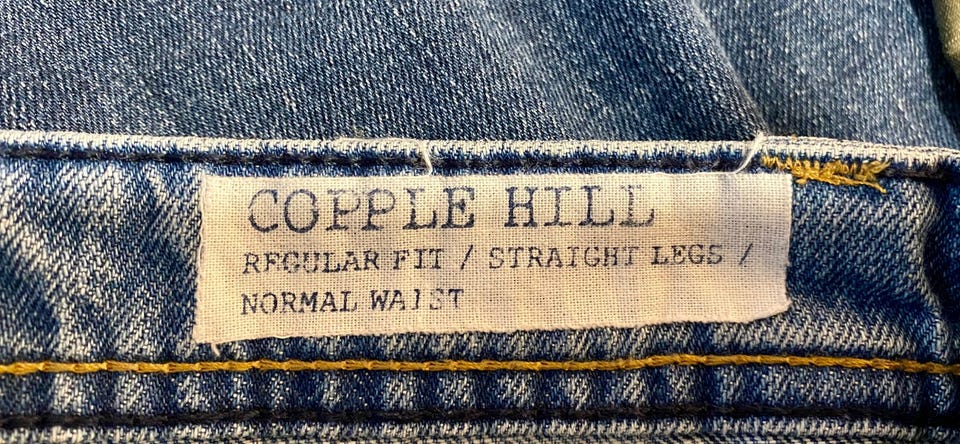 COPPLE HILL
REGULAR FIT / STRAIGHT LEGS /
NORMAL WAIST